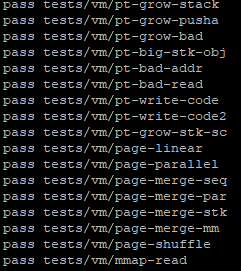 pass tests/vm/pt-grow-stack
pass tests/vm/pt-grow-pusha
pass tests/vm/pt-grow-bad
pass tests/vm/pt-big-stk-obj
pass tests/vm/pt-bad-addr
pass tests/vm/pt-bad-read
pass tests/vm/pt-write-code
pass tests/vm/pt-write-code2
pass tests/vm/pt-grow-stk-sc
pass tests/vm/page-linear
pass tests/vm/page-parallel
pass tests/vm/page-merge-seq
pass tests/vm/page-merge-par
pass tests/vm/page-merge-stk
pass tests/vm/page-merge-mm
pass tests/vm/page-shuffle
pass tests/vm/mmap-read